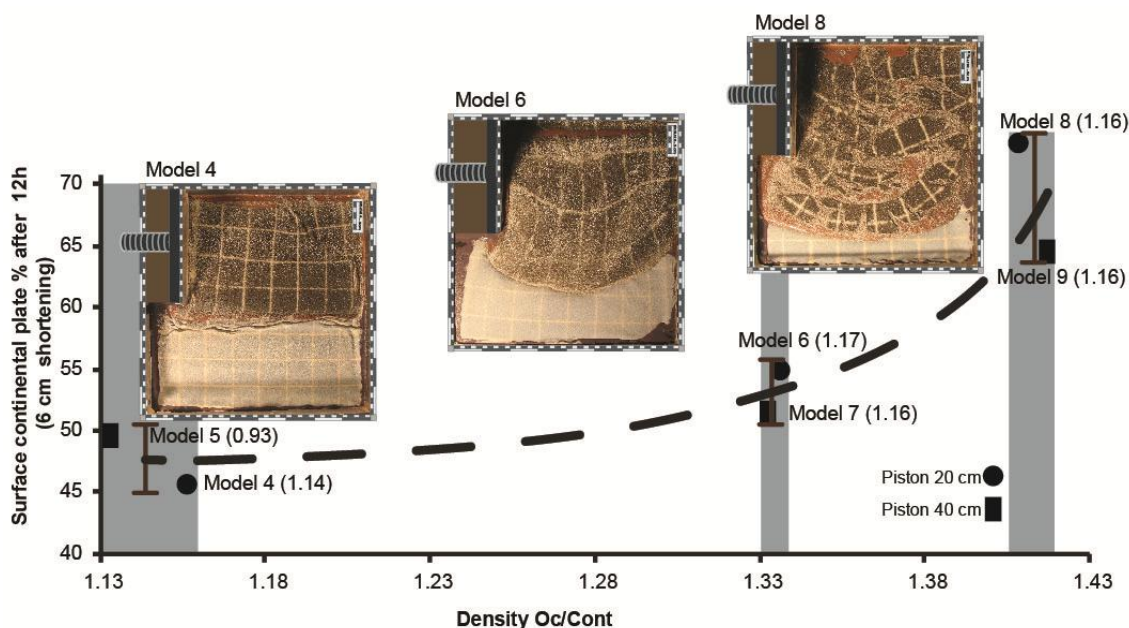 Model 8
Model 6
Model 4
Model 8 (1.16)
Model 9 (1.16)
Model 6 (1.17)
Model 7 (1.16)
Model 5 (0.93)
Model 4 (1.14)
Piston 20 cm
Piston 40 cm
Surface continental plate % after 12h
(6 cm shortening)
70
65
60
55
50
45
40
1.13
1.18
1.23
1.28
1.33
1.38
1.43
Density Oc/Cont